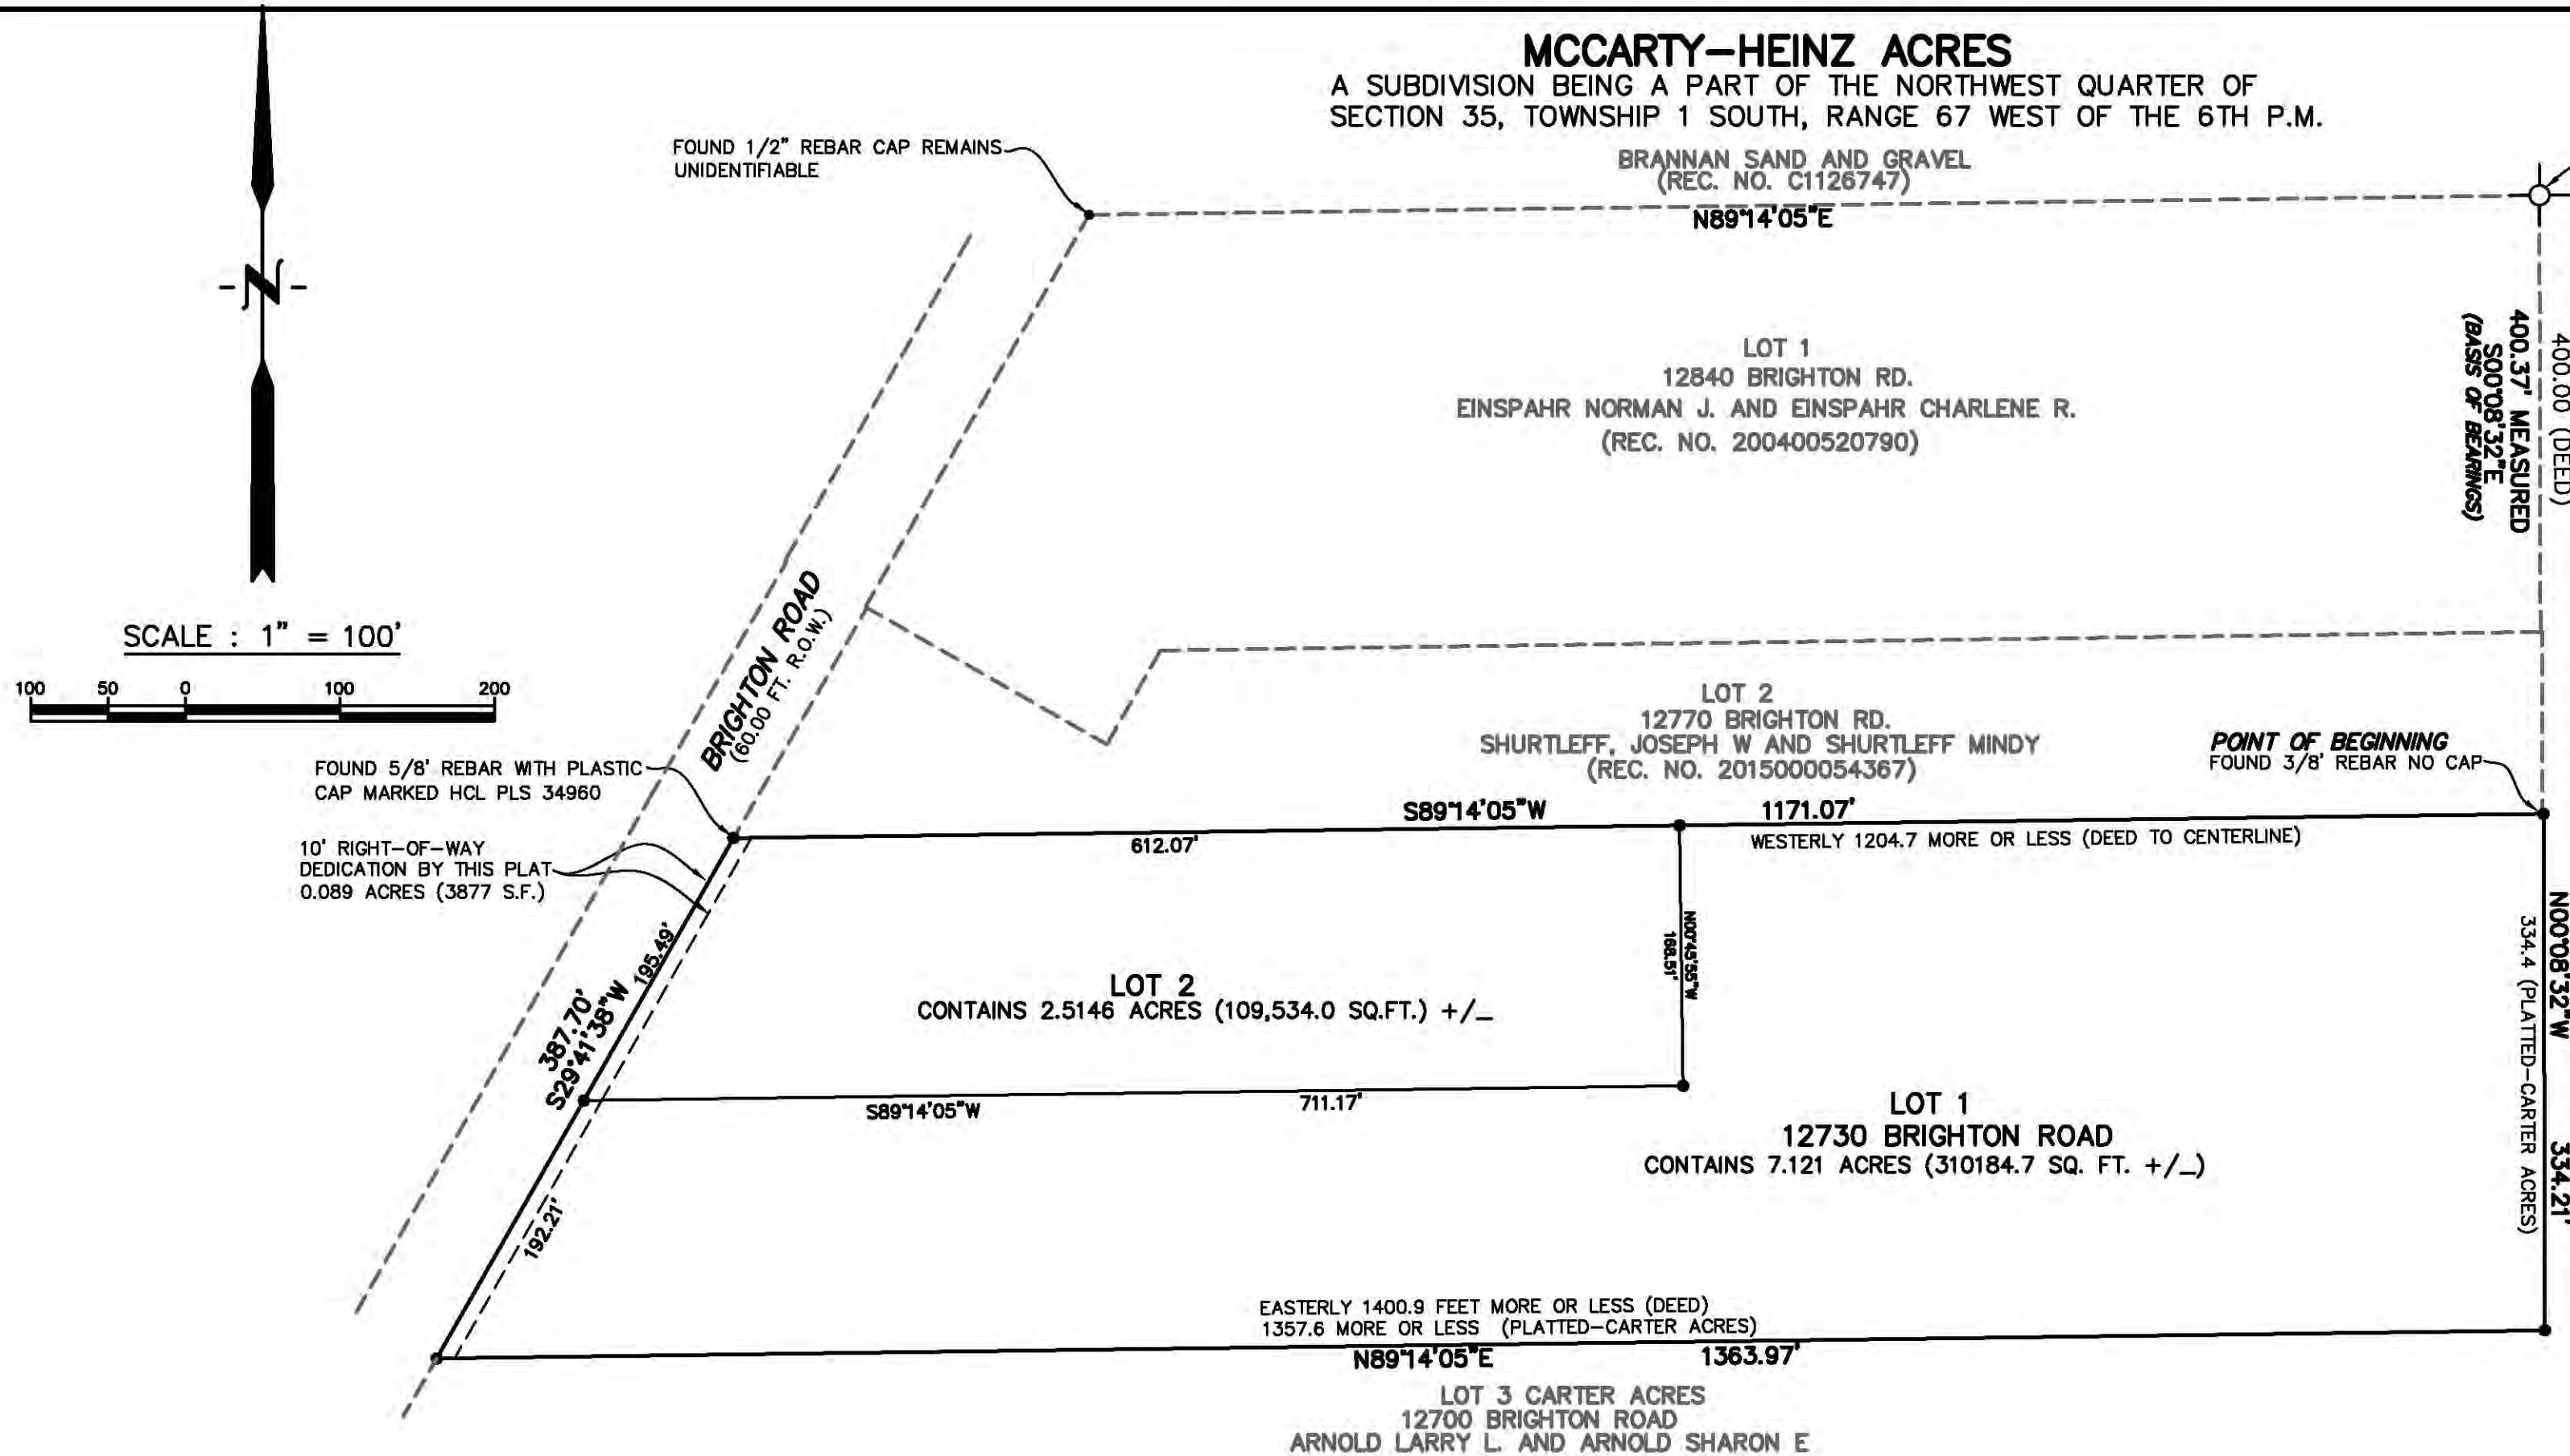 MCCARTY-HEINZ ACRES
A SUBDIVISION BEING A PART OF THE NORTHWEST QUARTER OF
SECTION 35, TOWNSHIP 1 SOUTH, RANGE 67 WEST OF THE 6TH P.M.
BRANNAN SAND AND GRAVEL
(REC. NO. C1126747)
N89°14'05"E
FOUND 1/2" REBAR CAP REMAINS
UNIDENTIFIABLE
-N-
SCALE : 1" = 100'
100 50 0 100 200
LOT 1
12840 BRIGHTON RD.
EINSPAHR NORMAN J. AND EINSPAHR CHARLENE R.
(REC. NO. 200400520790)
400.00 (DEED)
400.37' MEASURED
S00°08'32"E
(BASIS OF BEARINGS)
BRIGHTON ROAD
(60.00 FT. R.O.W.)
LOT 2
12770 BRIGHTON RD.
SHURTLEFF, JOSEPH W AND SHURTLEFF MINDY
(REC. NO. 2015000054367)
POINT OF BEGINNING
FOUND 3/8' REBAR NO CAP
FOUND 5/8' REBAR WITH PLASTIC
CAP MARKED HCL PLS 34960
10' RIGHT-OF-WAY
DEDICATION BY THIS PLAT
0.089 ACRES (3877 S.F.)
S89°14'05"W 1171.07'
612.07'
WESTERLY 1204.7 MORE OR LESS (DEED TO CENTERLINE)
N00°45'55"W
168.51'
N00°08'32"W 334.21'
334.4 (PLATTED-CARTER ACRES)
195.49'
387.70'
S29°41'38"W
LOT 2
CONTAINS 2.5146 ACRES (109,534.0 SQ.FT.) +/_
S89°14'05"W 711.17'
LOT 1
12730 BRIGHTON ROAD
CONTAINS 7.121 ACRES (310184.7 SQ. FT. +/_)
192.21'
EASTERLY 1400.9 FEET MORE OR LESS (DEED)
1357.6 MORE OR LESS (PLATTED-CARTER ACRES)
N89°14'05"E 1363.97'
LOT 3 CARTER ACRES
12700 BRIGHTON ROAD
ARNOLD LARRY L. AND ARNOLD SHARON E